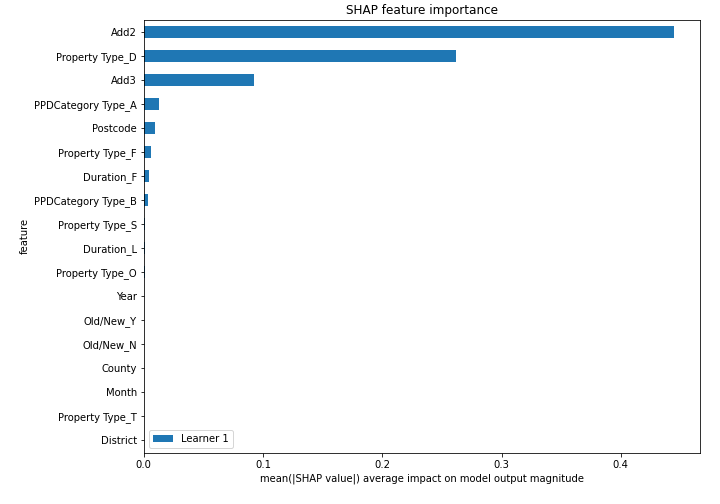 SHAP feature importance
Add2
Property Type_D
Add3
PPDCategory Type_A
Postcode
Property Type_F
Duration_F
PPDCategory Type_B
Property Type_S
Duration_L
Property Type_O
Year
Old/New_Y
Old/New_N
County
Month
Property Type_T
District
feature
Learner 1
0.0 0.1 0.2 0.3 0.4
mean(|SHAP value|) average impact on model output magnitude